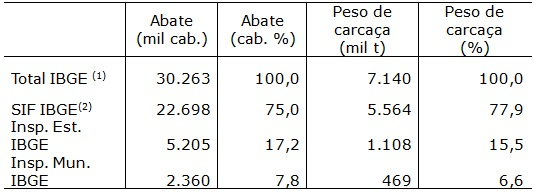 Abate (mil cab.) Abate (cab. %) Peso de carcaça (mil t) Peso de carcaça (%)
Total IBGE (1) 30.263 100,0 7.140 100,0
SIF IBGE(2) 22.698 75,0 5.564 77,9
Insp. Est.
IBGE 5.205 17,2 1.108 15,5
Insp. Mun.
IBGE 2.360 7,8 469 6,6